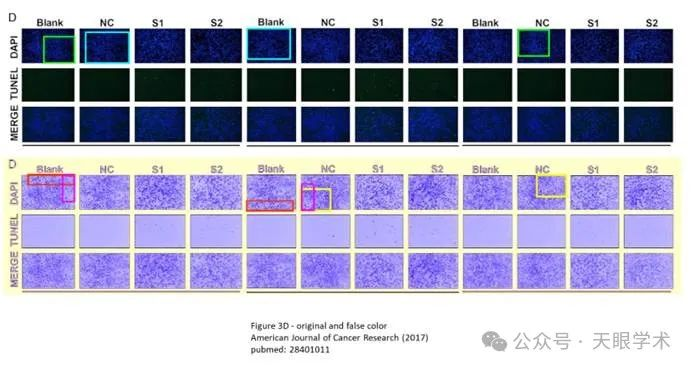 D
Blank NC S1 S2 Blank NC S1 S2 Blank NC S1 S2
DAPI
TUNEL
MERGE
D
Blank NC S1 S2 Blank NC S1 S2 Blank NC S1 S2
DAPI
TUNEL
MERGE
Figure 3D - original and false color
American Journal of Cancer Research (2017)
pubmed: 28401011
公众号 · 天眼学术